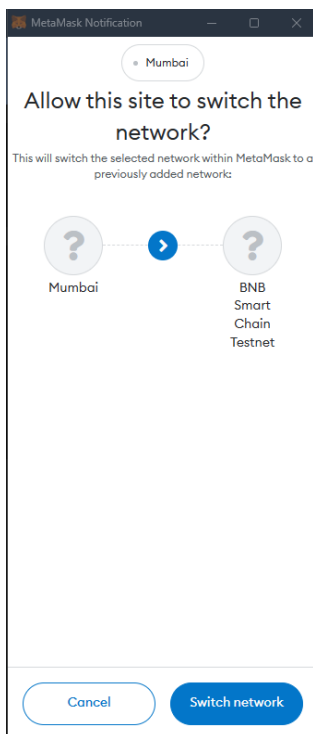 MetaMask Notification
Mumbai
Allow this site to switch the
network?
This will switch the selected network within MetaMask to a
previously added network:
? ?
Mumbai
BNB
Smart
Chain
Testnet
Cancel
Switch network